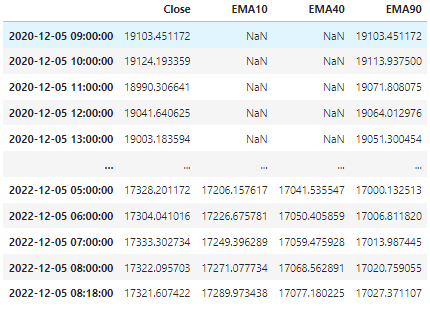 Close EMA10 EMA40 EMA90
2020-12-05 09:00:00 19103.451172 NaN NaN 19103.451172
2020-12-05 10:00:00 19124.193359 NaN NaN 19113.937500
2020-12-05 11:00:00 18990.306641 NaN NaN 19071.808075
2020-12-05 12:00:00 19041.640625 NaN NaN 19064.012976
2020-12-05 13:00:00 19003.183594 NaN NaN 19051.300454
... ... ... ... ...
2022-12-05 05:00:00 17328.201172 17206.157617 17041.535547 17000.132513
2022-12-05 06:00:00 17304.041016 17226.675781 17050.405859 17006.811820
2022-12-05 07:00:00 17333.302734 17249.396289 17059.475928 17013.987445
2022-12-05 08:00:00 17322.095703 17271.077734 17068.562891 17020.759055
2022-12-05 08:18:00 17321.607422 17289.973438 17077.180225 17027.371107